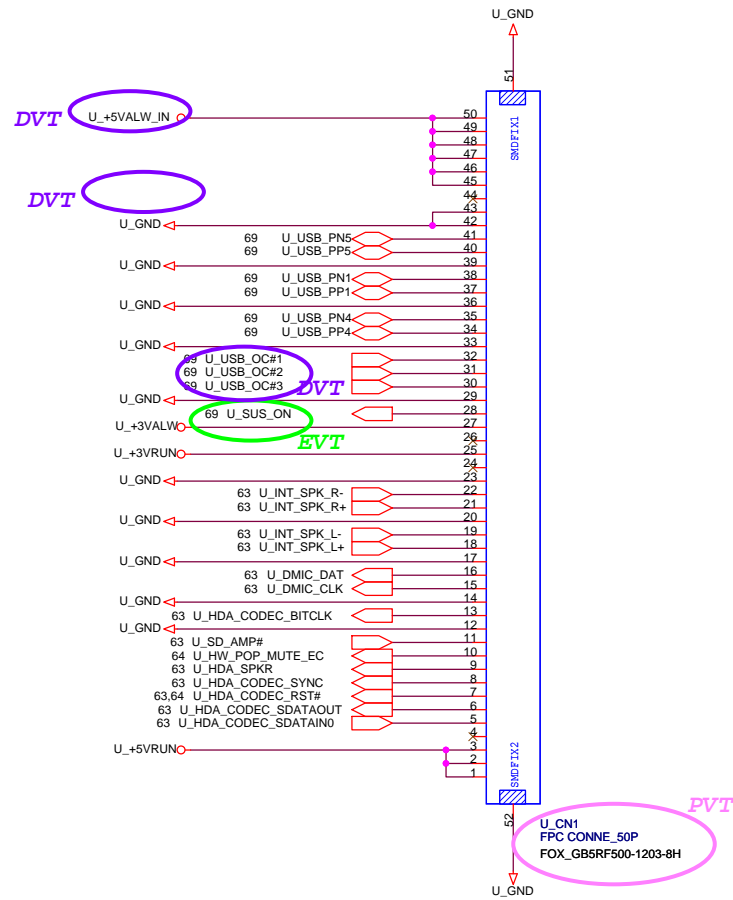 U_GND
51
SMDFIX1
DVT U_+5VALW_IN 50
49
48
47
46
45
DVT
44
43
U_GND 42
69 U_USB_PN5 41
69 U_USB_PP5 40
U_GND 39
69 U_USB_PN1 38
69 U_USB_PP1 37
U_GND 36
69 U_USB_PN4 35
69 U_USB_PP4 34
U_GND 33
69 U_USB_OC#1 32
69 U_USB_OC#2 31
69 U_USB_OC#3 DVT 30
U_GND 29
69 U_SUS_ON 28
U_+3VALW 27
EVT 26
U_+3VRUN 25
24
U_GND 23
63 U_INT_SPK_R- 22
63 U_INT_SPK_R+ 21
U_GND 20
63 U_INT_SPK_L- 19
63 U_INT_SPK_L+ 18
U_GND 17
63 U_DMIC_DAT 16
63 U_DMIC_CLK 15
U_GND 14
63 U_HDA_CODEC_BITCLK 13
U_GND 12
63 U_SD_AMP# 11
64 U_HW_POP_MUTE_EC 10
63 U_HDA_SPKR 9
63 U_HDA_CODEC_SYNC 8
63,64 U_HDA_CODEC_RST# 7
63 U_HDA_CODEC_SDATAOUT 6
63 U_HDA_CODEC_SDATAIN0 5
4
U_+5VRUN 3
2
1
SMDFIX2
52
PVT
U_CN1
FPC CONNE_50P
FOX_GB5RF500-1203-8H
U_GND